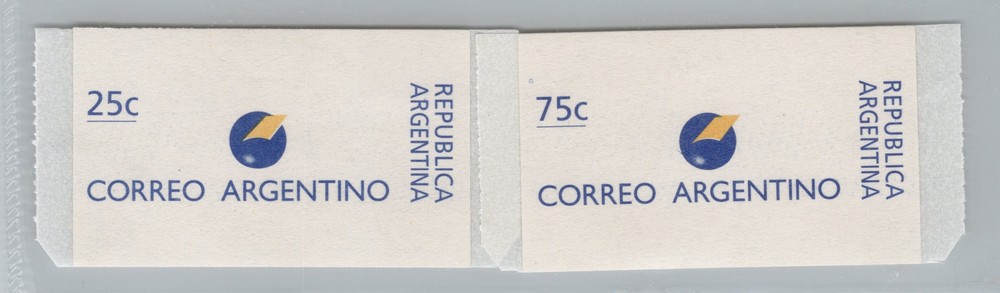 25c
REPUBLICA
ARGENTINA
CORREO ARGENTINO
75c
REPUBLICA
ARGENTINA
CORREO ARGENTINO